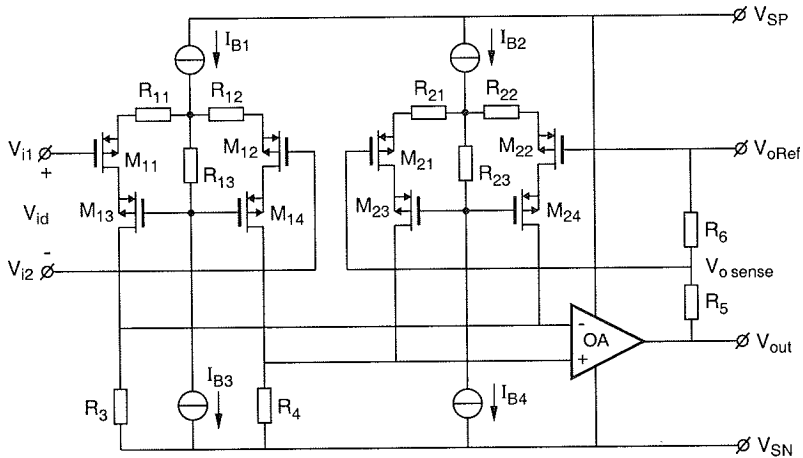 V_SP
I_B1
I_B2
R_11
R_12
R_21
R_22
V_i1
+
M_11
M_12
R_13
M_21
M_22
R_23
V_oRef
V_id
M_13
M_14
M_23
M_24
R_6
-
V_i2
V_o sense
R_5
-
OA
+
V_out
R_3
I_B3
R_4
I_B4
V_SN